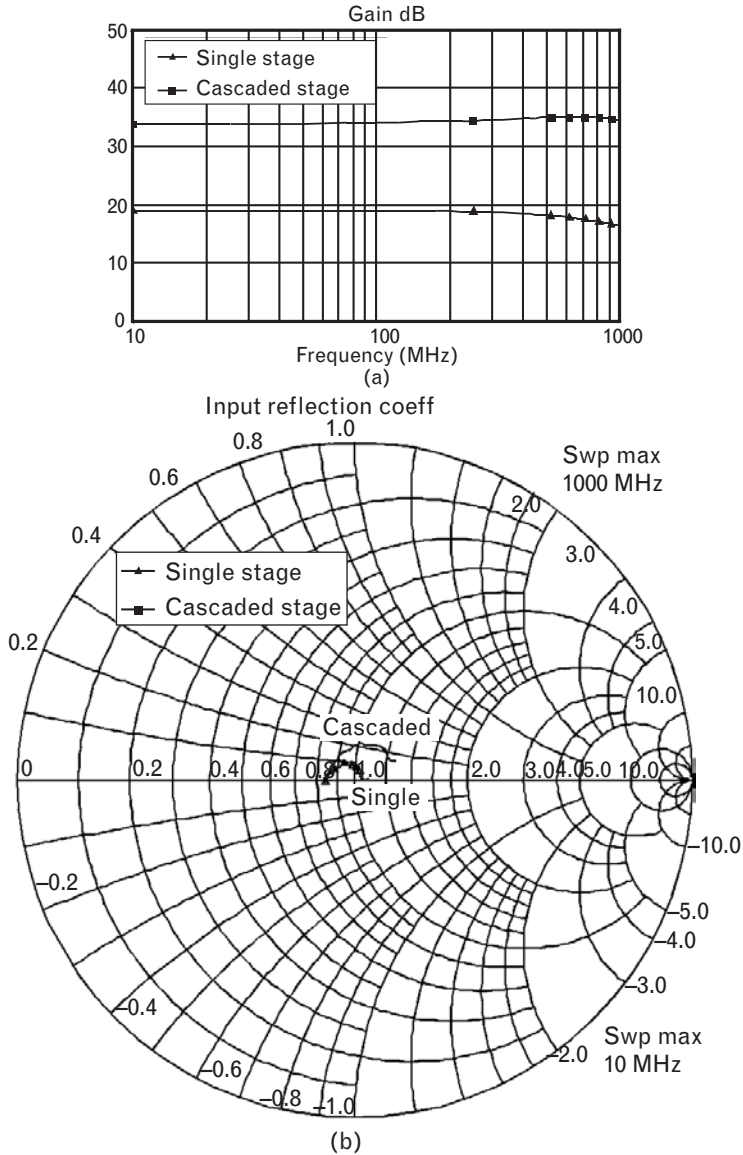 Gain dB
50
40
30
20
10
0
Single stage
Cascaded stage
10
100
1000
Frequency (MHz)
(a)
Input reflection coeff
Swp max
1000 MHz
1.0
0.8
0.6
0.4
0.2
2.0
3.0
4.0
5.0
10.0
Single stage
Cascaded stage
Cascaded
0 0.2 0.4 0.6 0.8 1.0 2.0 3.0 4.0 5.0 10.0
Single
–10.0
–5.0
–4.0
–3.0
–2.0
–0.2
–0.4
–0.6
–0.8
–1.0
Swp max
10 MHz
(b)